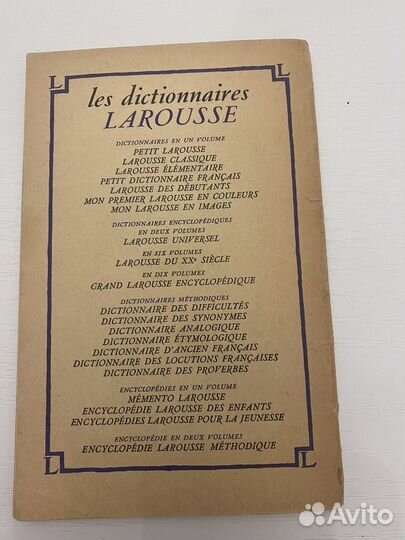 L L
les dictionnaires
LAROUSSE
DICTIONNAIRES EN UN VOLUME
PETIT LAROUSSE
LAROUSSE CLASSIQUE
LAROUSSE ÉLÉMENTAIRE
PETIT DICTIONNAIRE FRANÇAIS
LAROUSSE DES DÉBUTANTS
MON PREMIER LAROUSSE EN COULEURS
MON LAROUSSE EN IMAGES
DICTIONNAIRES ENCYCLOPÉDIQUES
EN DEUX VOLUMES
LAROUSSE UNIVERSEL
EN SIX VOLUMES
LAROUSSE DU XXe SIÈCLE
EN DIX VOLUMES
GRAND LAROUSSE ENCYCLOPÉDIQUE
DICTIONNAIRES MÉTHODIQUES
DICTIONNAIRE DES DIFFICULTÉS
DICTIONNAIRE DES SYNONYMES
DICTIONNAIRE ANALOGIQUE
DICTIONNAIRE ÉTYMOLOGIQUE
DICTIONNAIRE D'ANCIEN FRANÇAIS
DICTIONNAIRE DES LOCUTIONS FRANÇAISES
DICTIONNAIRE DES PROVERBES
ENCYCLOPÉDIES EN UN VOLUME
MÉMENTO LAROUSSE
ENCYCLOPÉDIE LAROUSSE DES ENFANTS
ENCYCLOPÉDIES LAROUSSE POUR LA JEUNESSE
ENCYCLOPÉDIE EN DEUX VOLUMES
ENCYCLOPÉDIE LAROUSSE MÉTHODIQUE
L L
Avito